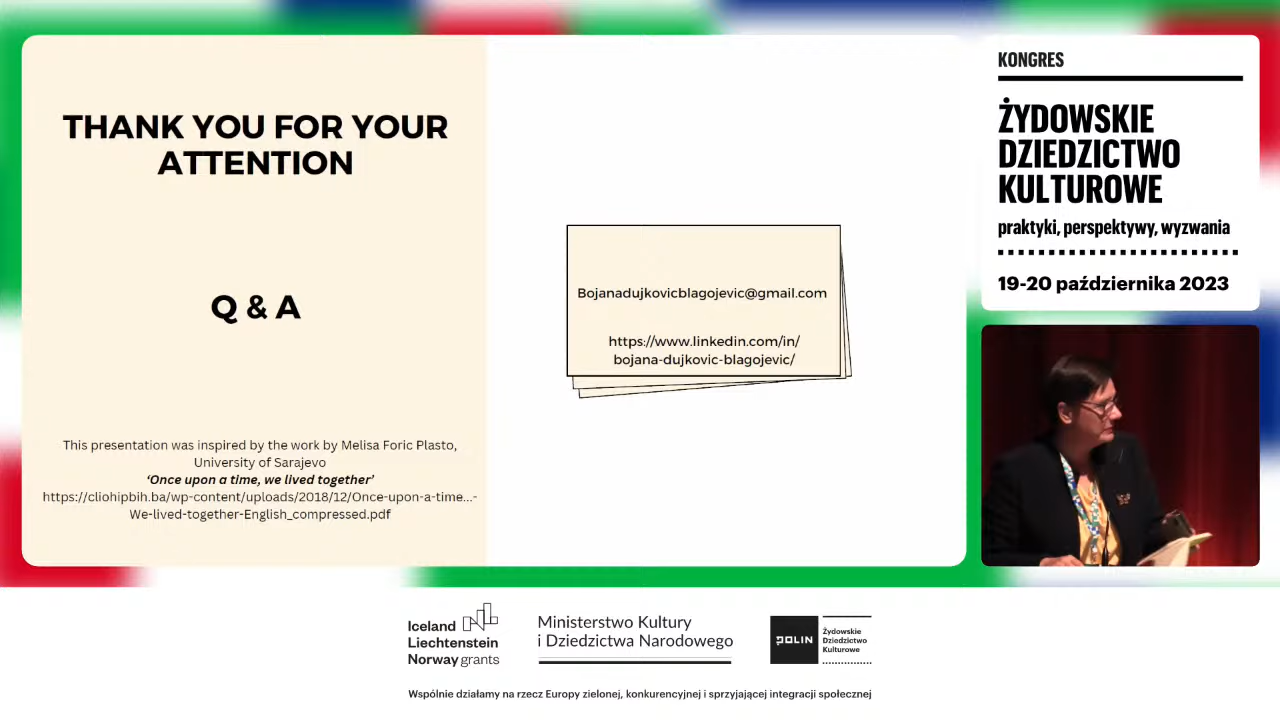 THANK YOU FOR YOUR
ATTENTION
Q & A
This presentation was inspired by the work by Melisa Foric Plasto,
University of Sarajevo
‘Once upon a time, we lived together’
https://cliohipbih.ba/wp-content/uploads/2018/12/Once-upon-a-time...-
We-lived-together-English_compressed.pdf
Bojanadujkovicblagojevic@gmail.com
https://www.linkedin.com/in/
bojana-dujkovic-blagojevic/
KONGRES
ŻYDOWSKIE
DZIEDZICTWO
KULTUROWE
praktyki, perspektywy, wyzwania
19-20 października 2023
Iceland
Liechtenstein
Norway grants
Ministerstwo Kultury
i Dziedzictwa Narodowego
POLIN
Żydowskie
Dziedzictwo
Kulturowe
Wspólnie działamy na rzecz Europy zielonej, konkurencyjnej i sprzyjającej integracji społecznej